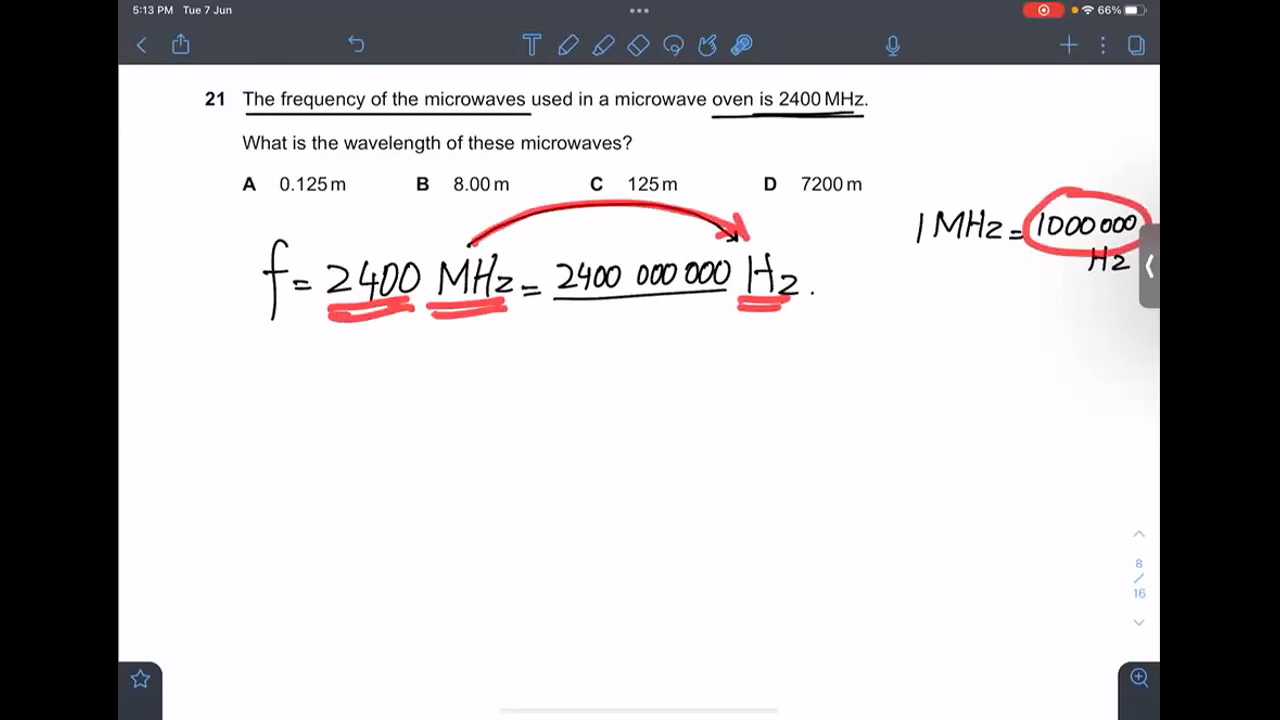 5:13 PM Tue 7 Jun
66%
21 The frequency of the microwaves used in a microwave oven is 2400 MHz.
What is the wavelength of these microwaves?
A 0.125 m B 8.00 m C 125 m D 7200 m
1 MHz = 1000 000
Hz
f = 2400 MHz = 2400 000 000 Hz.
8
/
16